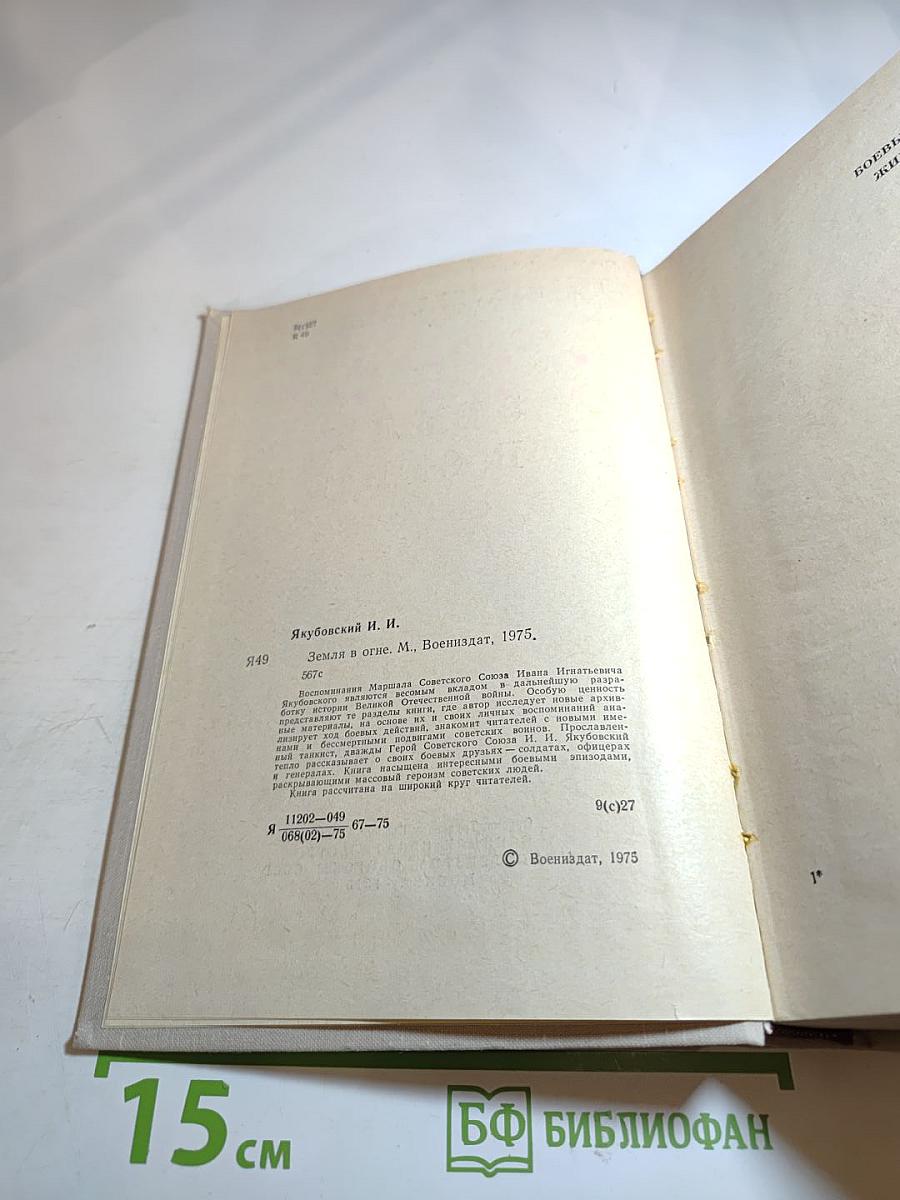 9(с)27
Я 49
Якубовский И. И.
Я49 Земля в огне. М., Воениздат, 1975.
567с
Воспоминания Маршала Советского Союза Ивана Игнатьевича
Якубовского являются весомым вкладом в дальнейшую разра-
ботку истории Великой Отечественной войны. Особую ценность
представляют те разделы книги, где автор исследует новые архив-
ные материалы, на основе их и своих личных воспоминаний ана-
лизирует ход боевых действий, знакомит читателей с новыми име-
нами и бессмертными подвигами советских воинов. Прославлен-
ный танкист, дважды Герой Советского Союза И. И. Якубовский
тепло рассказывает о своих боевых друзьях — солдатах, офицерах
и генералах. Книга насыщена интересными боевыми эпизодами,
раскрывающими массовый героизм советских людей.
Книга рассчитана на широкий круг читателей.
Я 11202—049
068(02)—75 67—75
9(с)27
© Воениздат, 1975
БОЕВЫ
ЖИ
1*
15 см
БФ БИБЛИОФАН